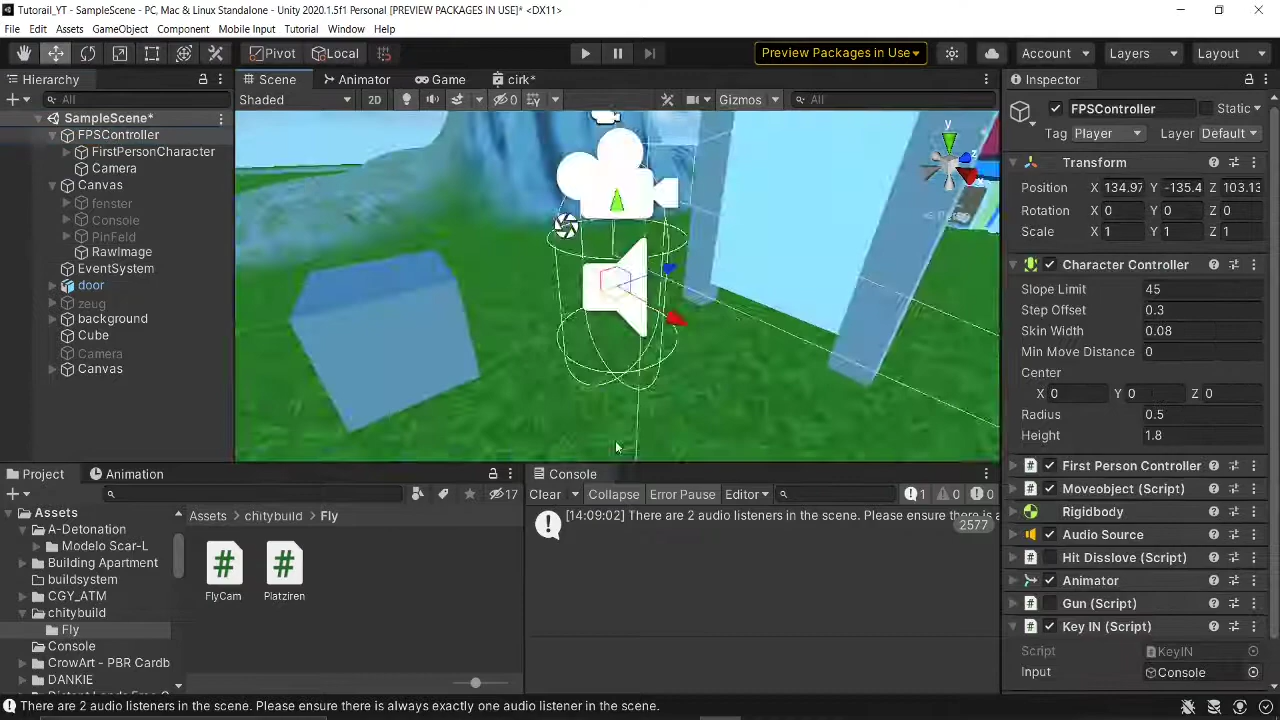 Tutorail_YT - SampleScene - PC, Mac & Linux Standalone - Unity 2020.1.5f1 Personal [PREVIEW PACKAGES IN USE]* <DX11>
File Edit Assets GameObject Component Mobile Input Tutorial Window Help
Pivot Local Preview Packages in Use Account Layers Layout
Hierarchy
All
SampleScene*
FPSController
FirstPersonCharacter
Camera
Canvas
fenster
Console
PinFeld
RawImage
EventSystem
door
zeug
background
Cube
Camera
Canvas
Scene Animator Game cirk*
Shaded 2D 0 Gizmos All
y
z
Persp
Inspector
FPSController Static
Tag Player Layer Default
Transform
Position X 134.97 Y -135.4 Z 103.13
Rotation X 0 Y 0 Z 0
Scale X 1 Y 1 Z 1
Character Controller
Slope Limit 45
Step Offset 0.3
Skin Width 0.08
Min Move Distance 0
Center
X 0 Y 0 Z 0
Radius 0.5
Height 1.8
First Person Controller
Moveobject (Script)
Rigidbody
Audio Source
Hit Disslove (Script)
Animator
Gun (Script)
Key IN (Script)
Script KeyIN
Input Console
Project Animation
17
Assets
A-Detonation
Modelo Scar-L
Building Apartment
buildsystem
CGY_ATM
chitybuild
Fly
Console
CrowArt - PBR Cardb
DANKIE
Assets > chitybuild > Fly
FlyCam Platziren
Console
Clear Collapse Error Pause Editor 1 0 0
[14:09:02] There are 2 audio listeners in the scene. Please ensure there is a
2577
There are 2 audio listeners in the scene. Please ensure there is always exactly one audio listener in the scene.